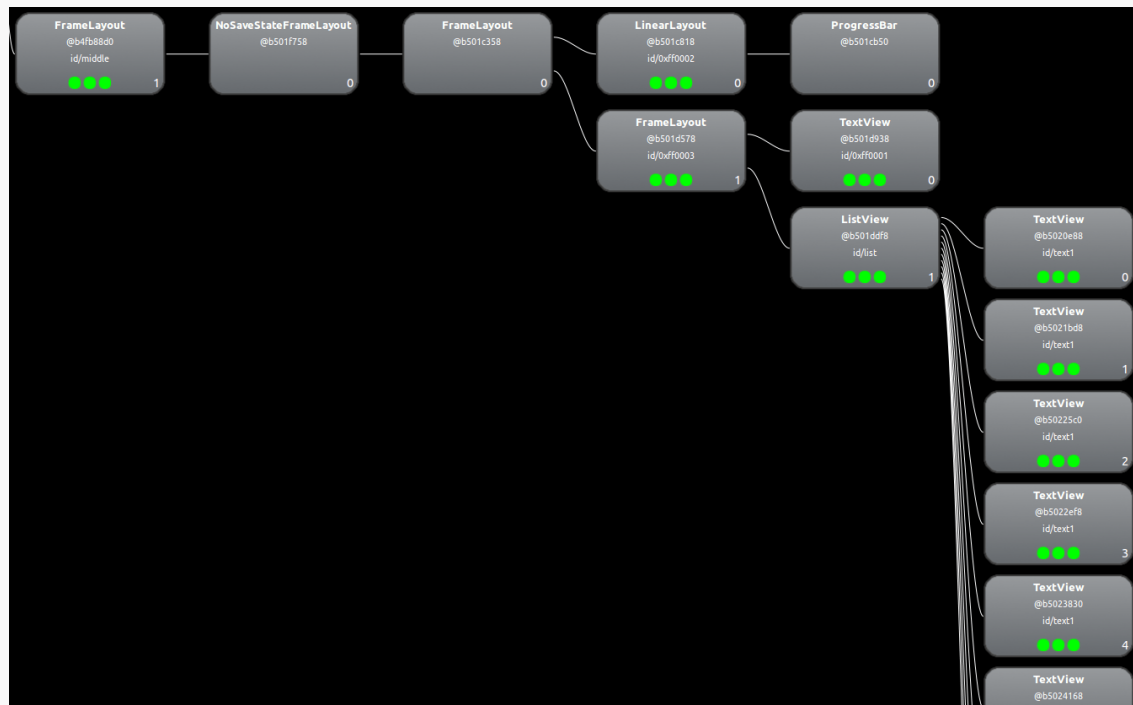 FrameLayout
@b4fb88d0
id/middle
1
NoSaveStateFrameLayout
@b501f758
0
FrameLayout
@b501c358
0
LinearLayout
@b501c818
id/0xff0002
0
ProgressBar
@b501cb50
0
FrameLayout
@b501d578
id/0xff0003
1
TextView
@b501d938
id/0xff0001
0
ListView
@b501ddf8
id/list
1
TextView
@b5020e88
id/text1
0
TextView
@b5021bd8
id/text1
1
TextView
@b50225c0
id/text1
2
TextView
@b5022ef8
id/text1
3
TextView
@b5023830
id/text1
4
TextView
@b5024168